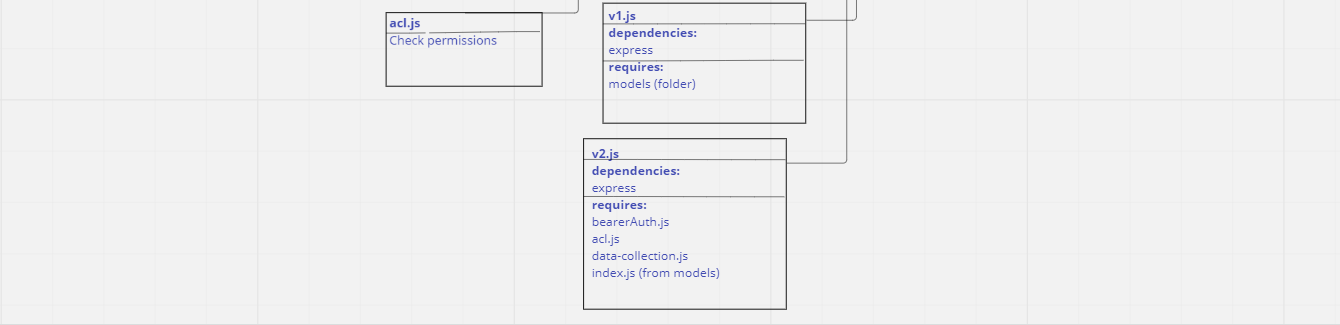 acl.js
Check permissions
v1.js
dependencies:
express
requires:
models (folder)
v2.js
dependencies:
express
requires:
bearerAuth.js
acl.js
data-collection.js
index.js (from models)